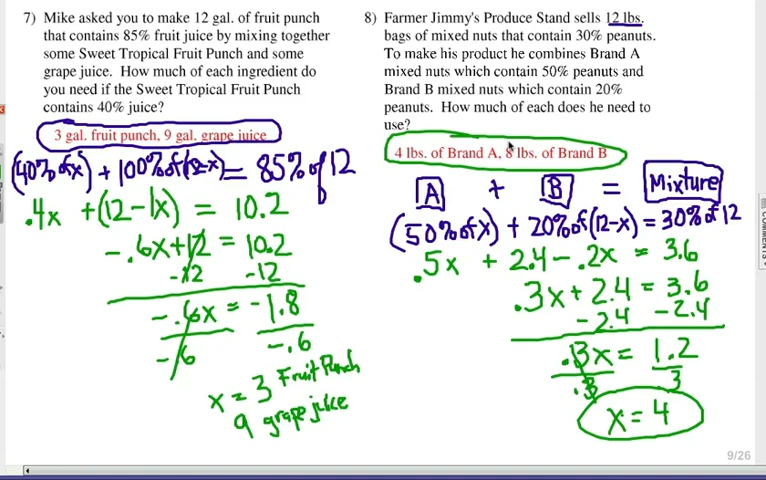 7) Mike asked you to make 12 gal. of fruit punch
that contains 85% fruit juice by mixing together
some Sweet Tropical Fruit Punch and some
grape juice. How much of each ingredient do
you need if the Sweet Tropical Fruit Punch
contains 40% juice?
3 gal. fruit punch, 9 gal. grape juice
(40% of x) + 100% of (12-x) = 85% of 12
.4x + (12-1x) = 10.2
-.6x + 12 = 10.2
-12 -12
-.6x = -1.8
-.6 -.6
x = 3 Fruit Punch
9 grape juice
8) Farmer Jimmy's Produce Stand sells 12 lbs.
bags of mixed nuts that contain 30% peanuts.
To make his product he combines Brand A
mixed nuts which contain 50% peanuts and
Brand B mixed nuts which contain 20%
peanuts. How much of each does he need to
use?
4 lbs. of Brand A, 8 lbs. of Brand B
A + B = Mixture
(50% of x) + 20% of (12-x) = 30% of 12
.5x + 2.4 - .2x = 3.6
.3x + 2.4 = 3.6
-2.4 -2.4
.3x = 1.2
.3 .3
x = 4
9/26
COMMENTS